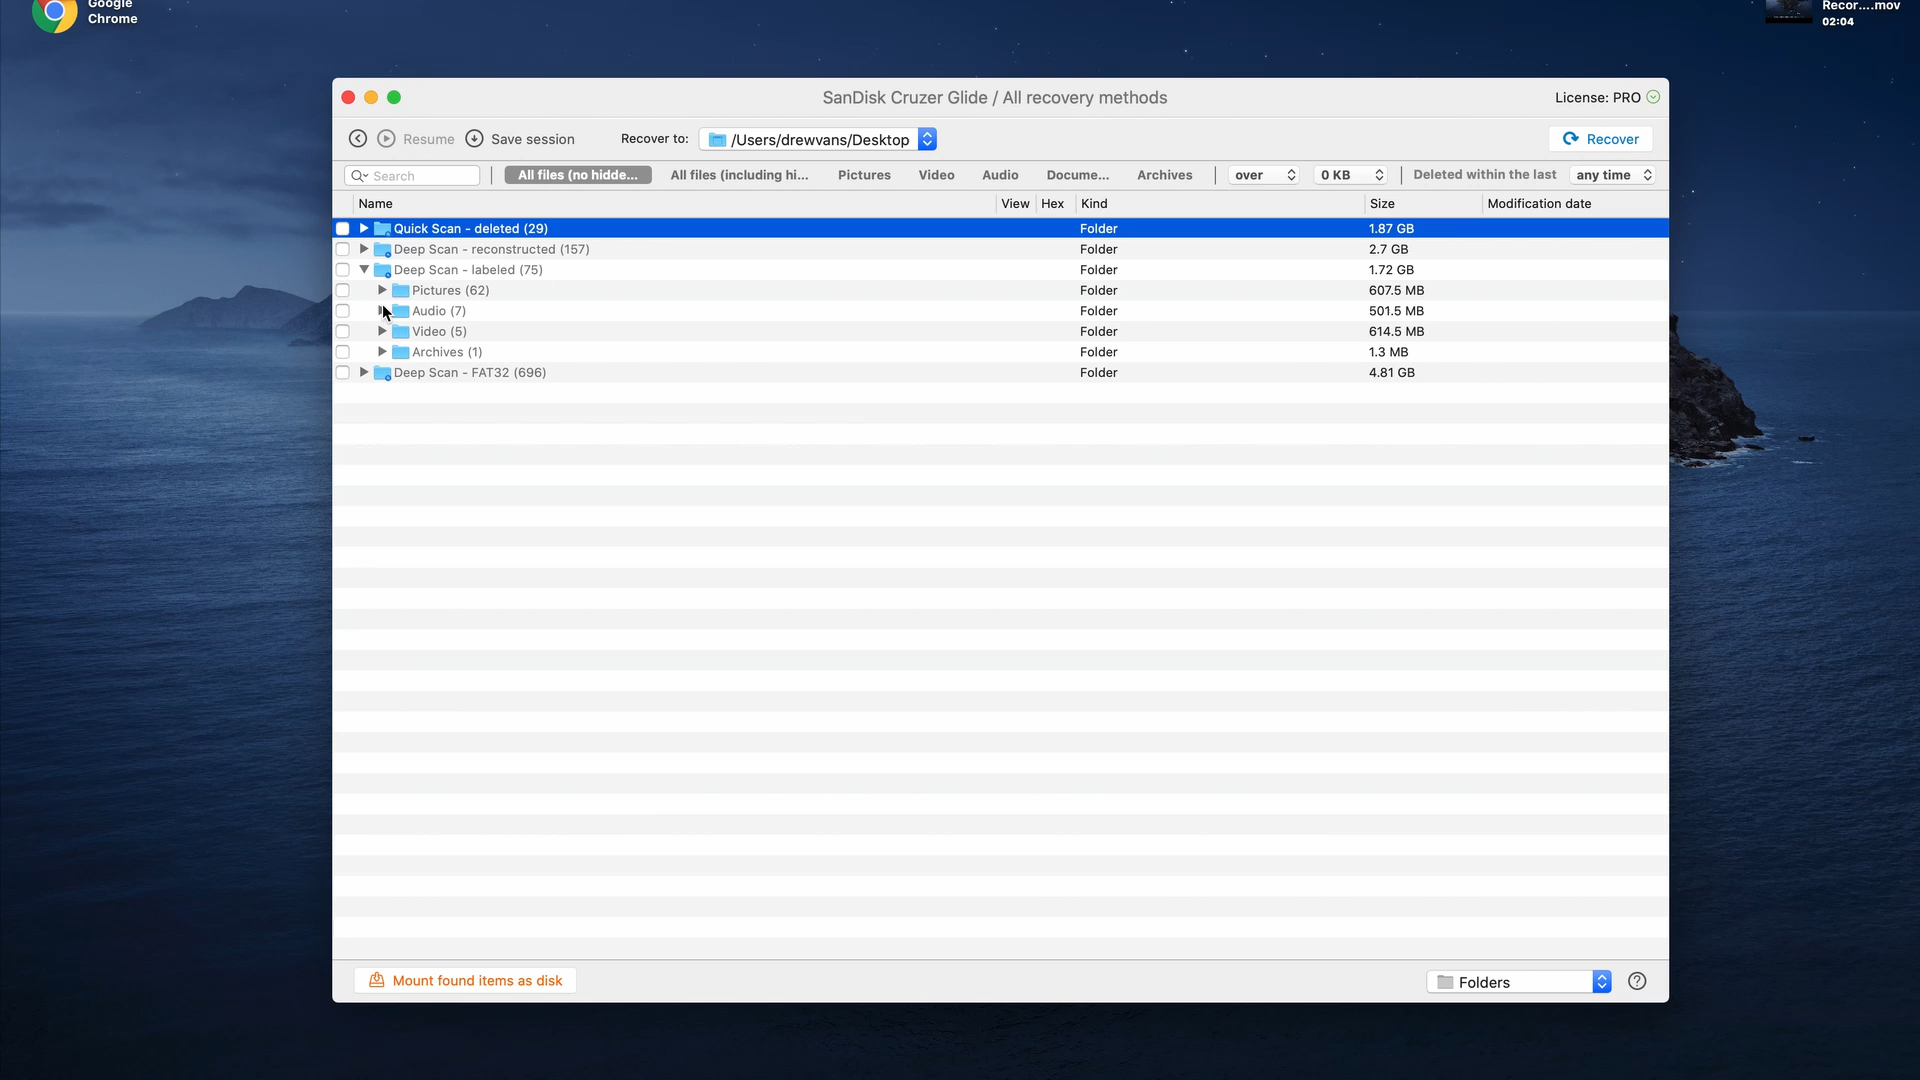 Google
Chrome
Recor....mov
02:04
SanDisk Cruzer Glide / All recovery methods
License: PRO
Resume
Save session
Recover to:
/Users/drewvans/Desktop
Recover
Search
All files (no hidde...
All files (including hi...
Pictures
Video
Audio
Docume...
Archives
over
0 KB
Deleted within the last
any time
Name
View
Hex
Kind
Size
Modification date
Quick Scan - deleted (29) Folder 1.87 GB
Deep Scan - reconstructed (157) Folder 2.7 GB
Deep Scan - labeled (75) Folder 1.72 GB
Pictures (62) Folder 607.5 MB
Audio (7) Folder 501.5 MB
Video (5) Folder 614.5 MB
Archives (1) Folder 1.3 MB
Deep Scan - FAT32 (696) Folder 4.81 GB
Mount found items as disk
Folders
?